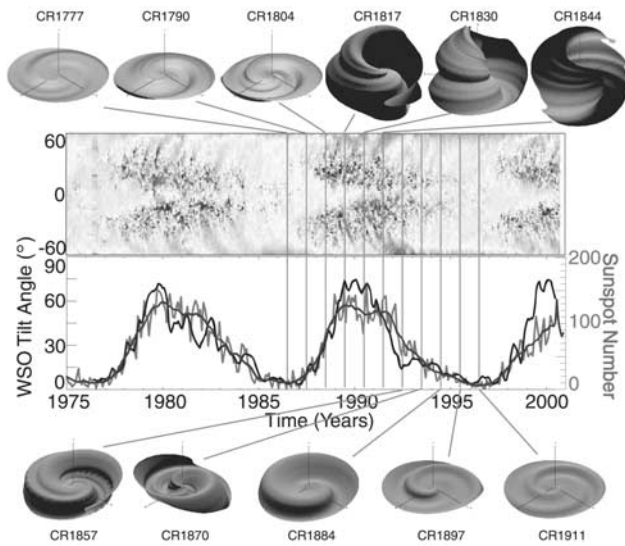 CR1777 CR1790 CR1804 CR1817 CR1830 CR1844
60
0
-60
WSO Tilt Angle (°)
90
60
30
0
200
100
0
Sunspot Number
1975 1980 1985 1990 1995 2000
Time (Years)
CR1857 CR1870 CR1884 CR1897 CR1911